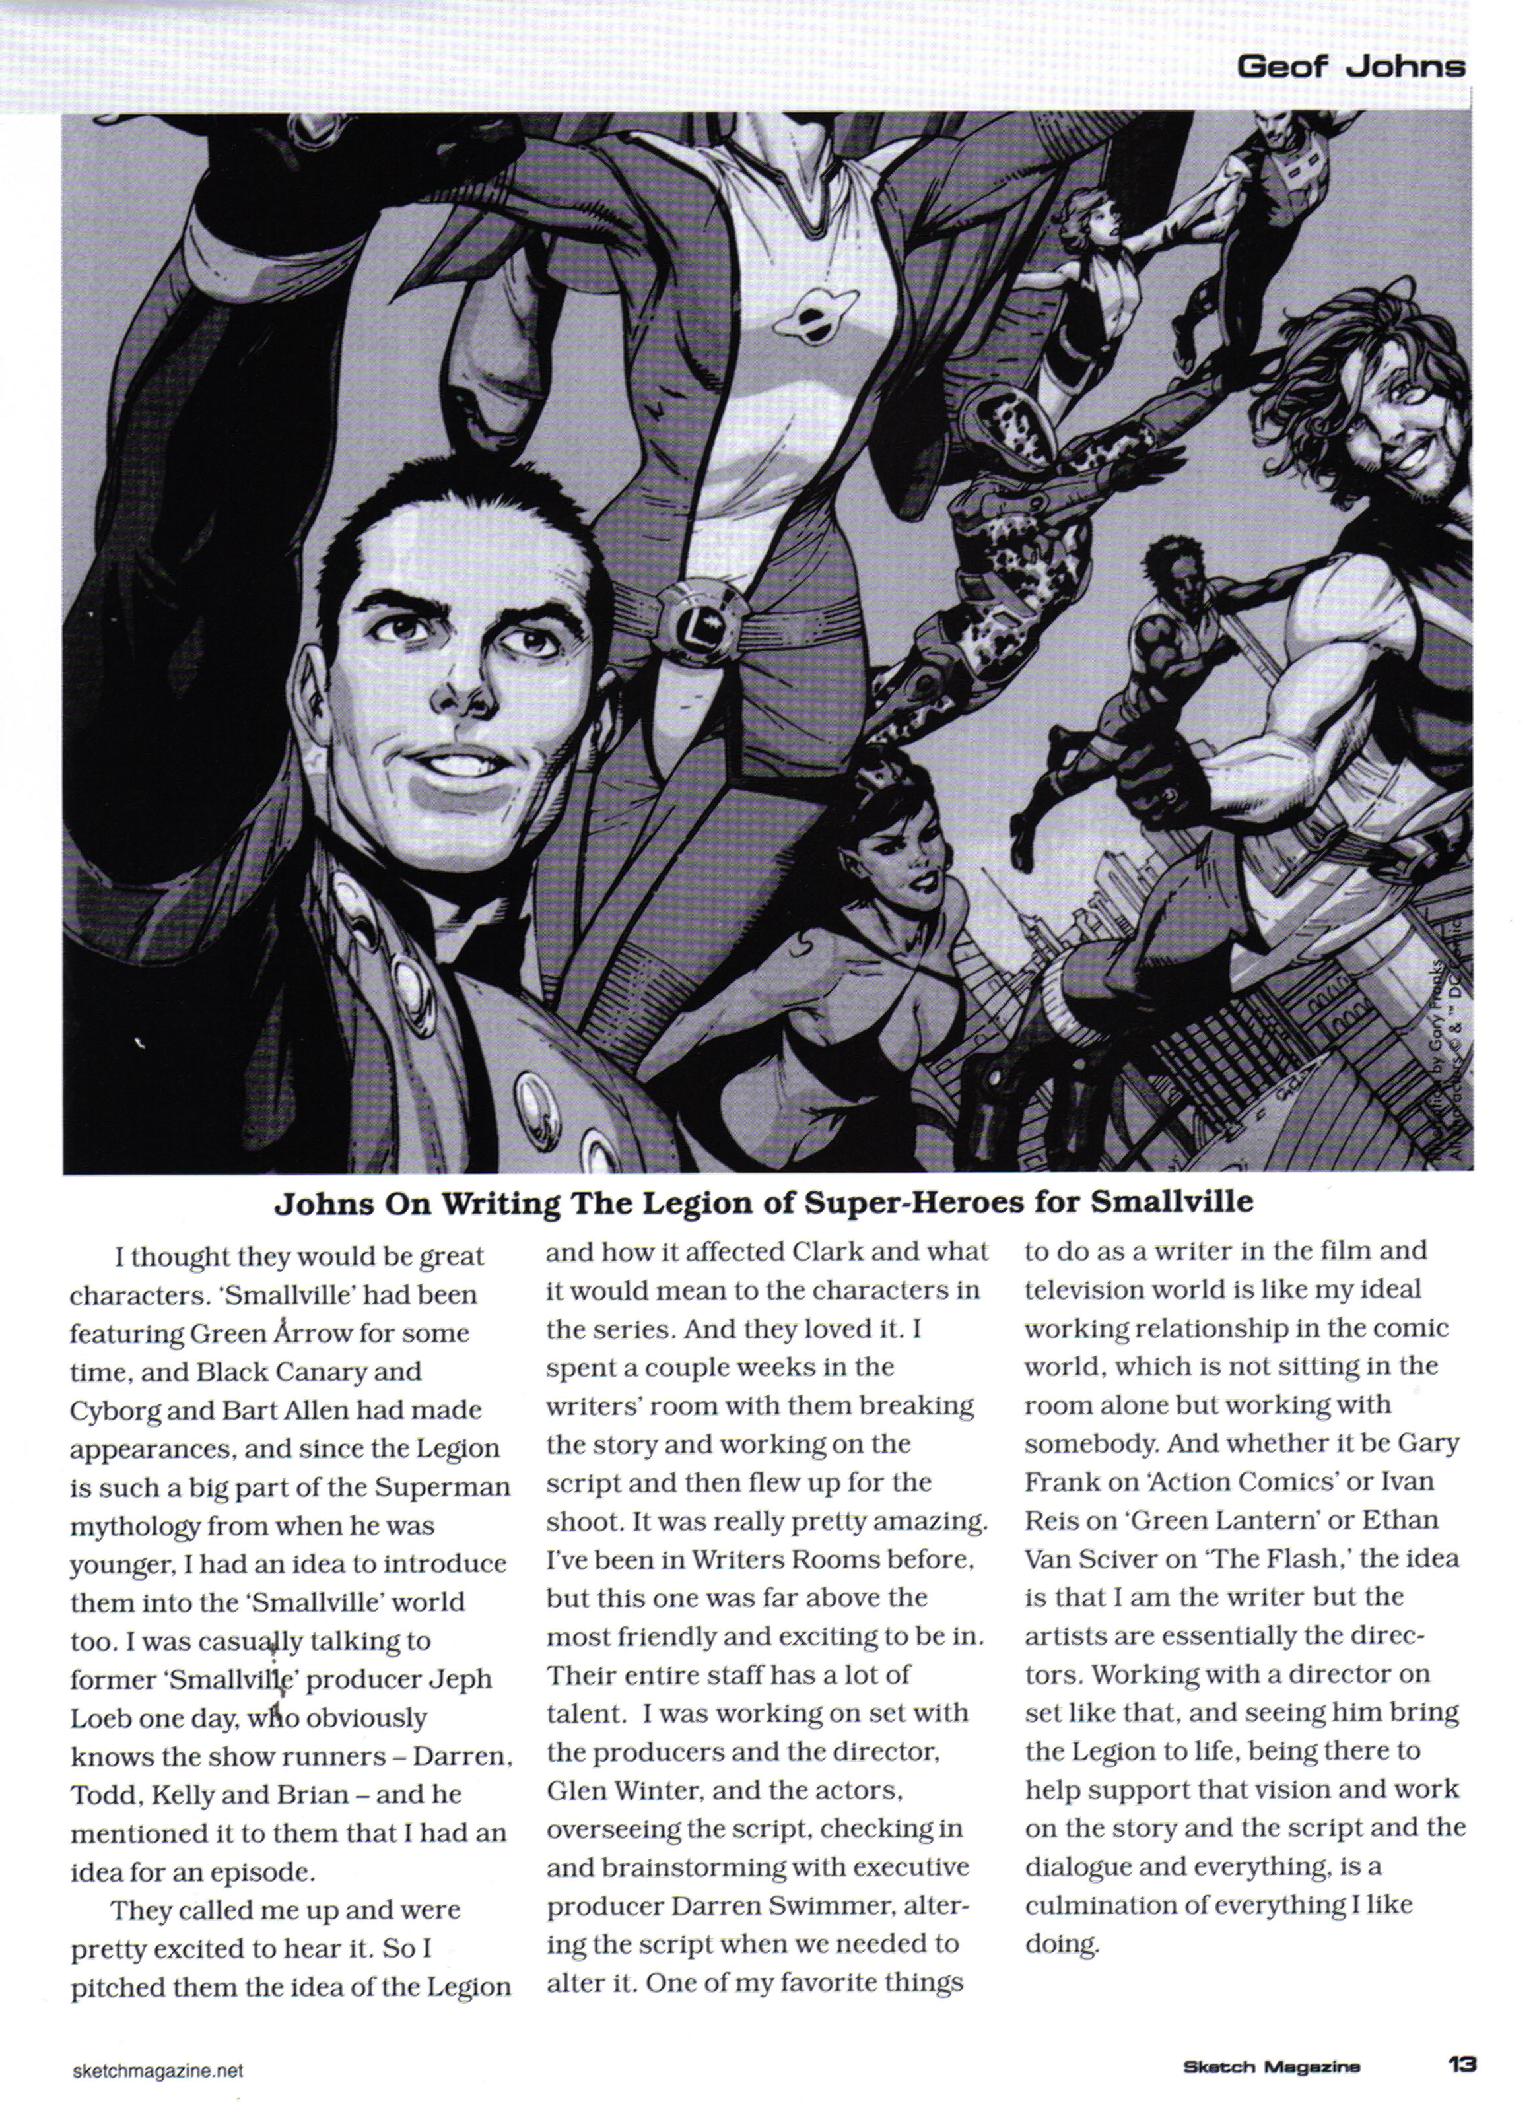 Geof Johns
by Gary Franks
© & ™ DC
Johns On Writing The Legion of Super-Heroes for Smallville
I thought they would be great
characters. ‘Smallville’ had been
featuring Green Arrow for some
time, and Black Canary and
Cyborg and Bart Allen had made
appearances, and since the Legion
is such a big part of the Superman
mythology from when he was
younger, I had an idea to introduce
them into the ‘Smallville’ world
too. I was casually talking to
former ‘Smallville’ producer Jeph
Loeb one day, who obviously
knows the show runners – Darren,
Todd, Kelly and Brian – and he
mentioned it to them that I had an
idea for an episode.
They called me up and were
pretty excited to hear it. So I
pitched them the idea of the Legion
and how it affected Clark and what
it would mean to the characters in
the series. And they loved it. I
spent a couple weeks in the
writers’ room with them breaking
the story and working on the
script and then flew up for the
shoot. It was really pretty amazing.
I’ve been in Writers Rooms before,
but this one was far above the
most friendly and exciting to be in.
Their entire staff has a lot of
talent.  I was working on set with
the producers and the director,
Glen Winter, and the actors,
overseeing the script, checking in
and brainstorming with executive
producer Darren Swimmer, alter-
ing the script when we needed to
alter it. One of my favorite things
to do as a writer in the film and
television world is like my ideal
working relationship in the comic
world, which is not sitting in the
room alone but working with
somebody. And whether it be Gary
Frank on ‘Action Comics’ or Ivan
Reis on ‘Green Lantern’ or Ethan
Van Sciver on ‘The Flash,’ the idea
is that I am the writer but the
artists are essentially the direc-
tors. Working with a director on
set like that, and seeing him bring
the Legion to life, being there to
help support that vision and work
on the story and the script and the
dialogue and everything, is a
culmination of everything I like
doing.
sketchmagazine.net
Sketch Magazine 13